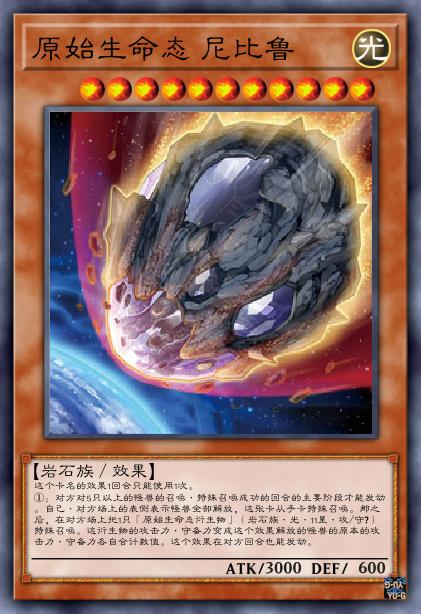 原始生命态 尼比鲁
光
【岩石族/效果】
这个卡名的效果1回合只能使用1次。
①:对方对5只以上的怪兽的召唤·特殊召唤成功的回合的主要阶段才能发动
。自己·对方场上的表侧表示怪兽全部解放,这张卡从手卡特殊召唤。那之
后,在对方场上把1只「原始生命态衍生物」(岩石族·光·11星·攻/守?)
特殊召唤。这衍生物的攻击力·守备力变成这个效果解放的怪兽的原本的攻
击力·守备力各自合计数值。这个效果在对方回合也能发动。
ATK/3000 DEF/ 600